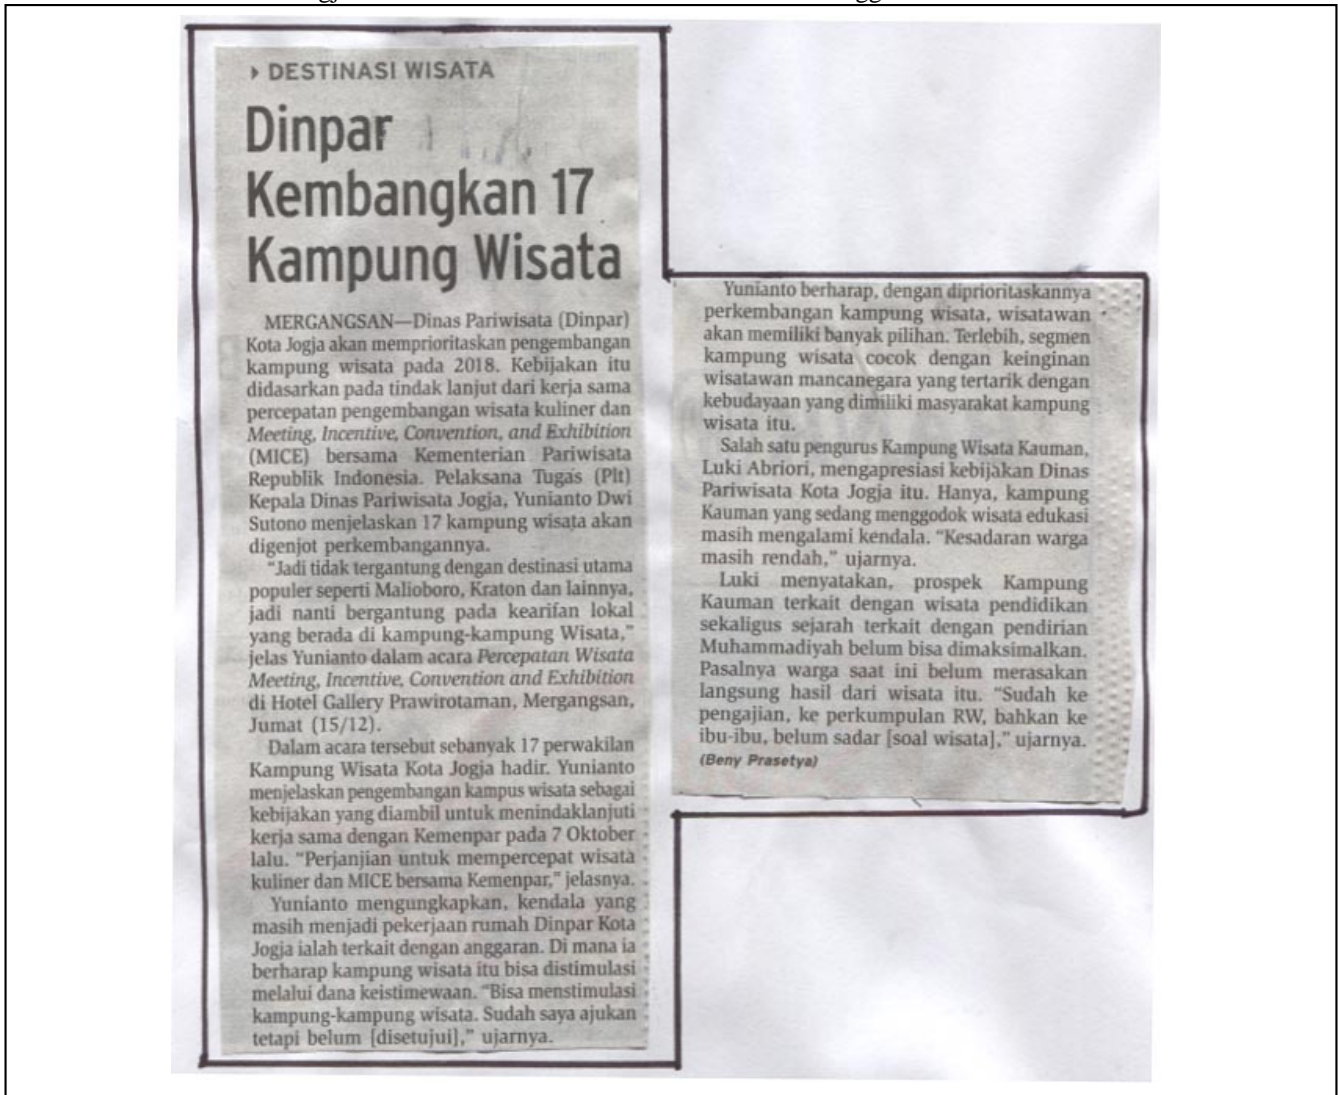 ▸ DESTINASI WISATA
Dinpar
Kembangkan 17
Kampung Wisata
MERGANGSAN—Dinas Pariwisata (Dinpar)
Kota Jogja akan memprioritaskan pengembangan
kampung wisata pada 2018. Kebijakan itu
didasarkan pada tindak lanjut dari kerja sama
percepatan pengembangan wisata kuliner dan
Meeting, Incentive, Convention, and Exhibition
(MICE) bersama Kementerian Pariwisata
Republik Indonesia. Pelaksana Tugas (Plt)
Kepala Dinas Pariwisata Jogja, Yunianto Dwi
Sutono menjelaskan 17 kampung wisata akan
digenjot perkembangannya.
“Jadi tidak tergantung dengan destinasi utama
populer seperti Malioboro, Kraton dan lainnya,
jadi nanti bergantung pada kearifan lokal
yang berada di kampung-kampung Wisata,”
jelas Yunianto dalam acara Percepatan Wisata
Meeting, Incentive, Convention and Exhibition
di Hotel Gallery Prawirotaman, Mergangsan,
Jumat (15/12).
Dalam acara tersebut sebanyak 17 perwakilan
Kampung Wisata Kota Jogja hadir. Yunianto
menjelaskan pengembangan kampus wisata sebagai
kebijakan yang diambil untuk menindaklanjuti
kerja sama dengan Kemenpar pada 7 Oktober
lalu. “Perjanjian untuk mempercepat wisata
kuliner dan MICE bersama Kemenpar,” jelasnya.
Yunianto mengungkapkan, kendala yang
masih menjadi pekerjaan rumah Dinpar Kota
Jogja ialah terkait dengan anggaran. Di mana ia
berharap kampung wisata itu bisa distimulasi
melalui dana keistimewaan. “Bisa menstimulasi
kampung-kampung wisata. Sudah saya ajukan
tetapi belum [disetujui],” ujarnya.
Yunianto berharap, dengan diprioritaskannya
perkembangan kampung wisata, wisatawan
akan memiliki banyak pilihan. Terlebih, segmen
kampung wisata cocok dengan keinginan
wisatawan mancanegara yang tertarik dengan
kebudayaan yang dimiliki masyarakat kampung
wisata itu.
Salah satu pengurus Kampung Wisata Kauman,
Luki Abriori, mengapresiasi kebijakan Dinas
Pariwisata Kota Jogja itu. Hanya, kampung
Kauman yang sedang menggodok wisata edukasi
masih mengalami kendala. “Kesadaran warga
masih rendah,” ujarnya.
Luki menyatakan, prospek Kampung
Kauman terkait dengan wisata pendidikan
sekaligus sejarah terkait dengan pendirian
Muhammadiyah belum bisa dimaksimalkan.
Pasalnya warga saat ini belum merasakan
langsung hasil dari wisata itu. “Sudah ke
pengajian, ke perkumpulan RW, bahkan ke
ibu-ibu, belum sadar [soal wisata],” ujarnya.
(Beny Prasetya)